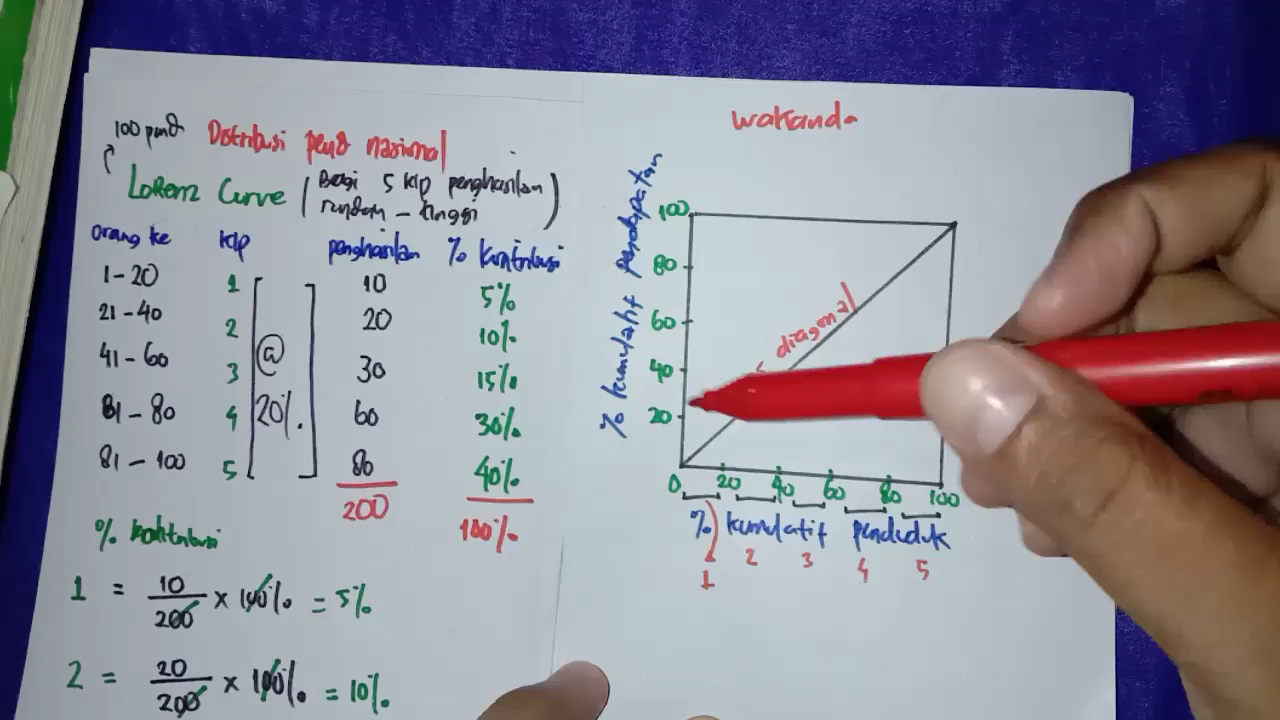 100 pend
Distribusi pend nasional
Lorenz Curve (Bagi 5 klp penghasilan
rendah - tinggi)
orang ke klp penghasilan % kontribusi
1-20 1 10 5%
21-40 2 20 10%
41-60 3 30 15%
81-80 4 60 30%
81-100 5 80 40%
@ 20%.
200 100%
% kontribusi
1 = 10/200 x 100% = 5%
2 = 20/200 x 100%. = 10%
wakanda
% kumulatif pendapatan
100
80
60
40
20
diagonal
0 20 40 60 80 100
% kumulatif penduduk
1 2 3 4 5